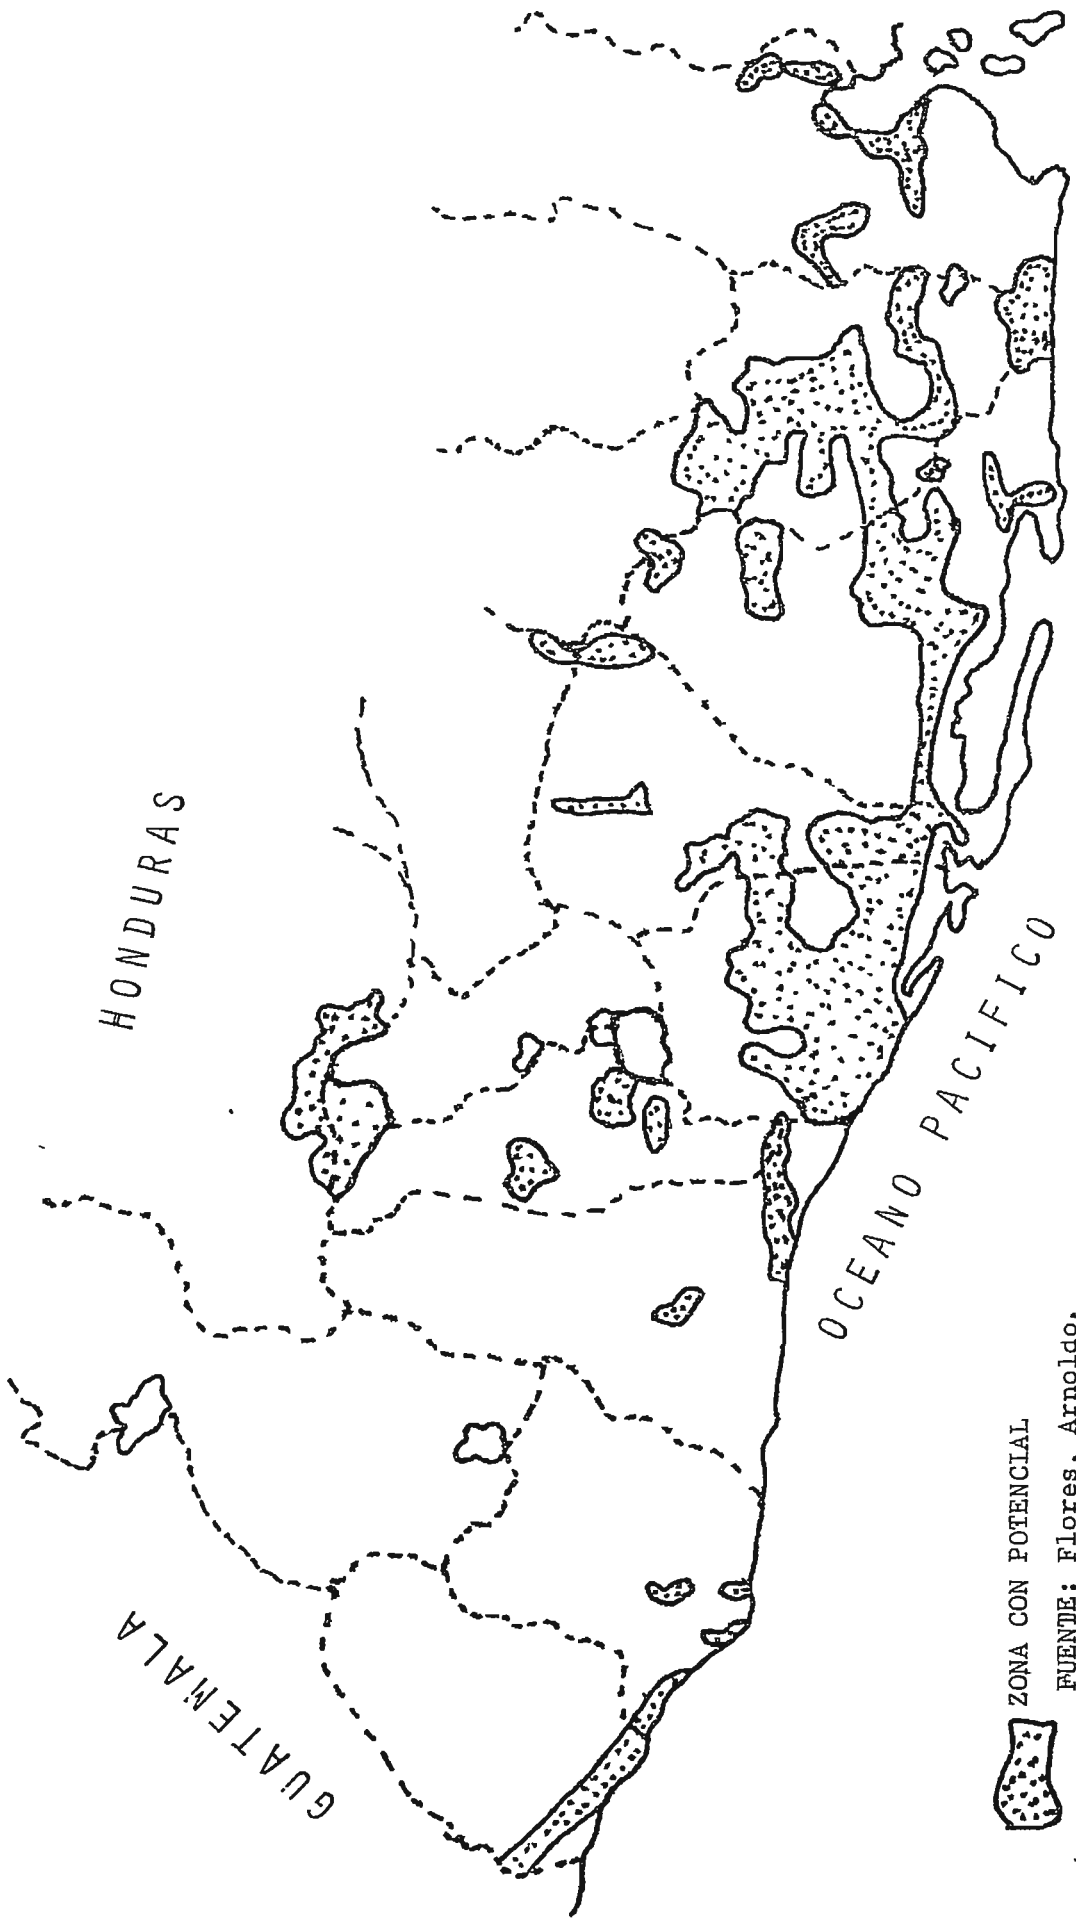 HONDURAS
GUATEMALA
OCEANO PACIFICO
ZONA CON POTENCIAL
FUENTE: Flores, Arnoldo.